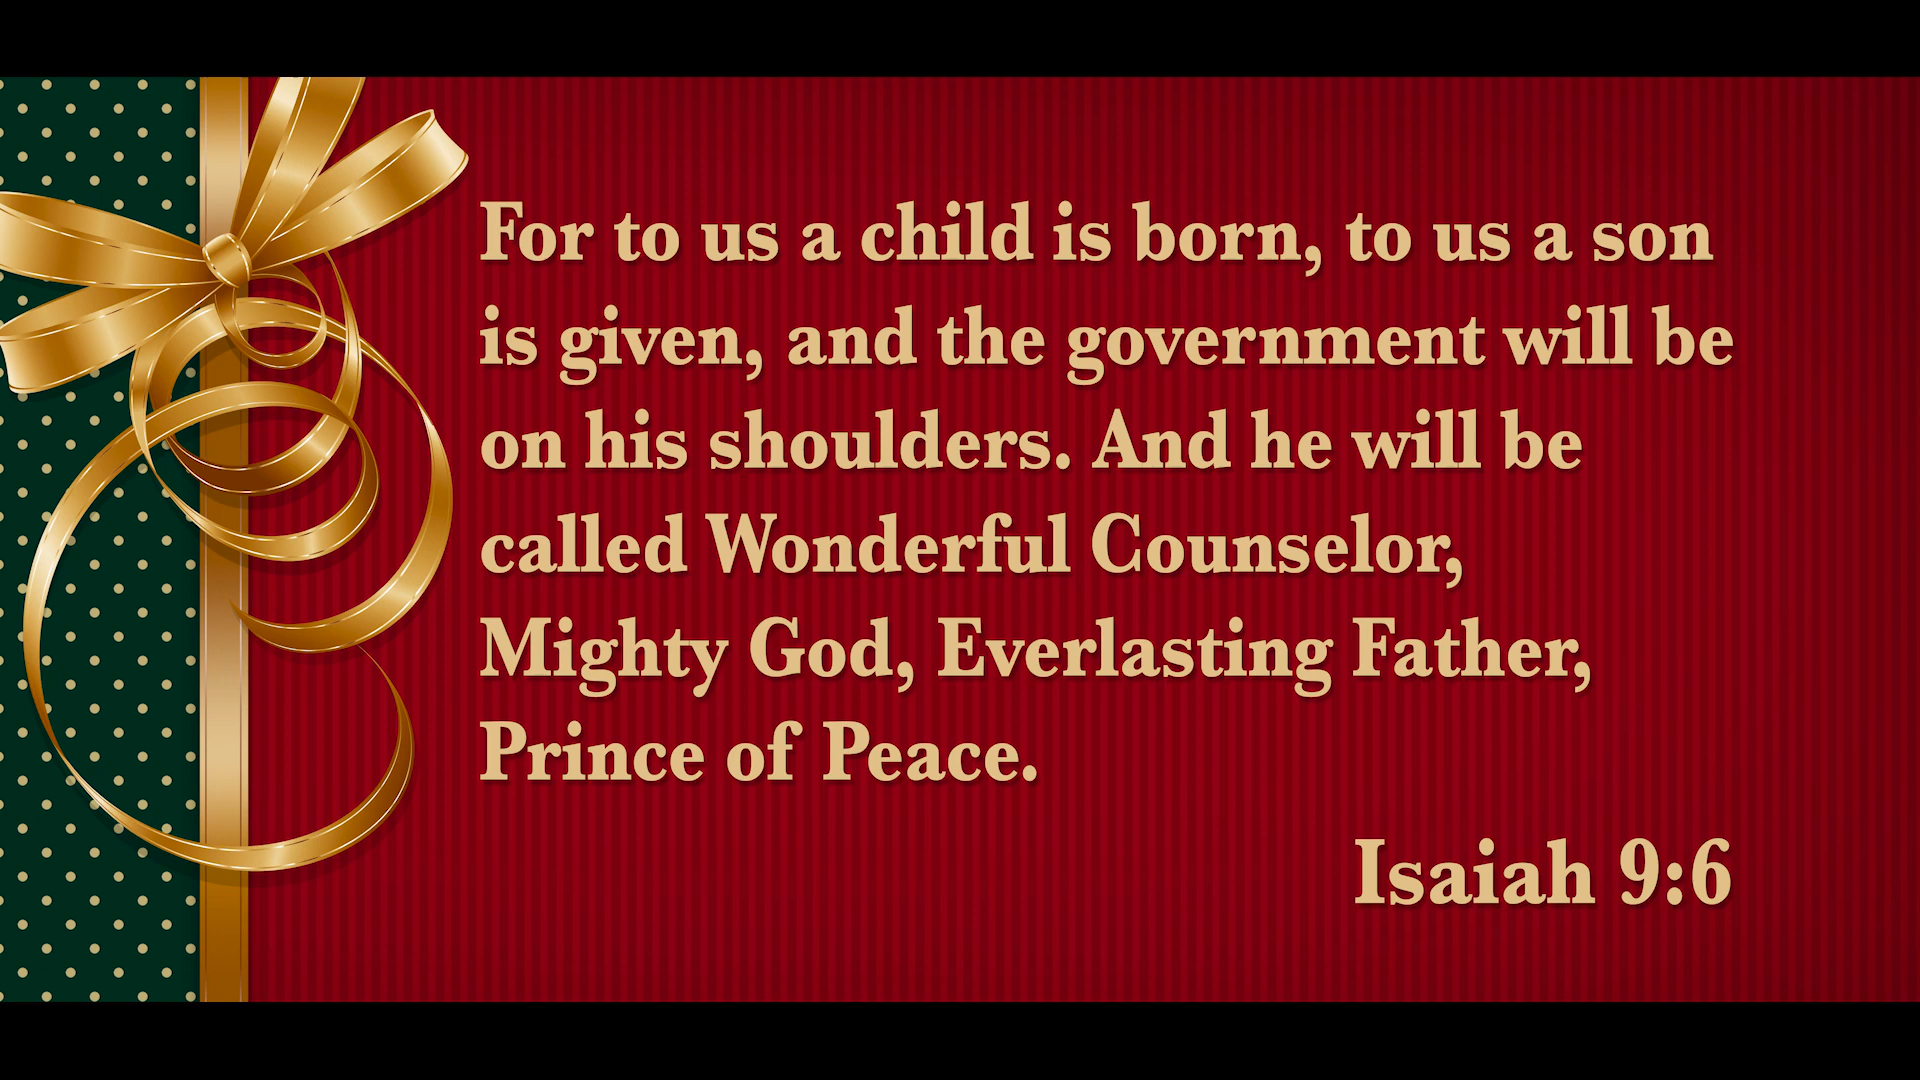 For to us a child is born, to us a son
is given, and the government will be
on his shoulders. And he will be
called Wonderful Counselor,
Mighty God, Everlasting Father,
Prince of Peace.
Isaiah 9:6